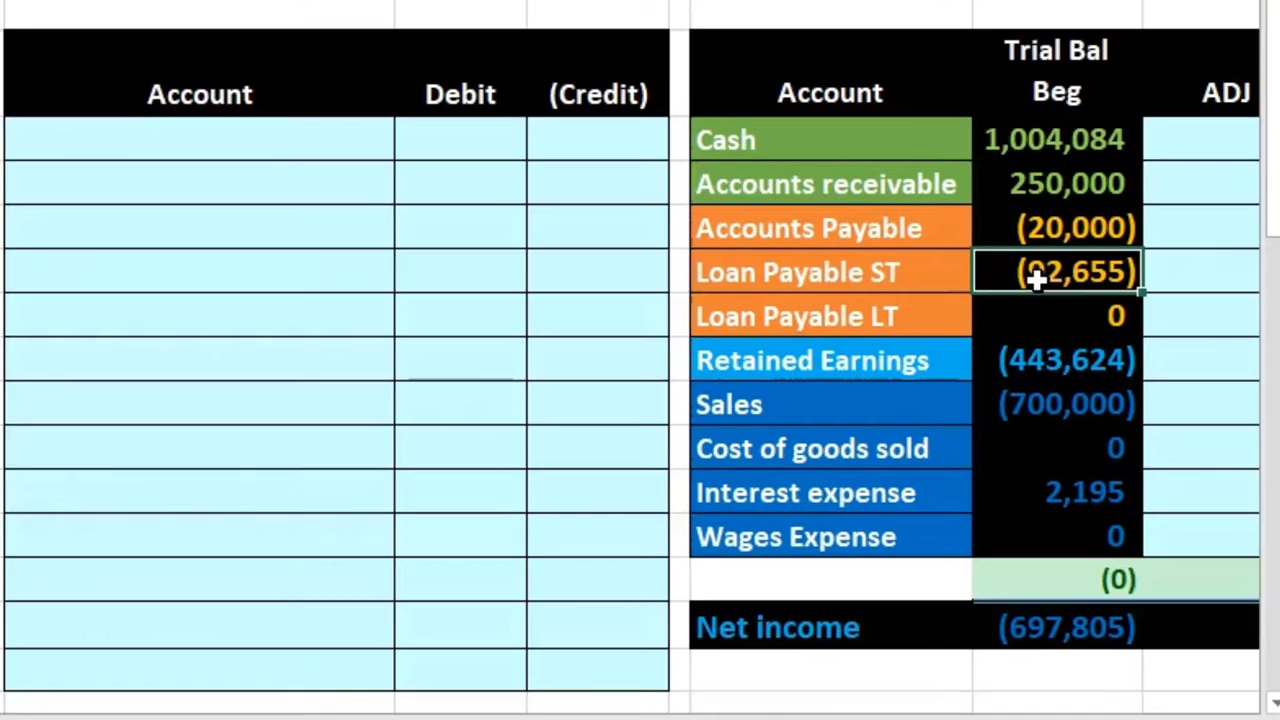 Trial Bal
Account Debit (Credit) Account Beg ADJ
Cash 1,004,084
Accounts receivable 250,000
Accounts Payable (20,000)
Loan Payable ST (92,655)
Loan Payable LT 0
Retained Earnings (443,624)
Sales (700,000)
Cost of goods sold 0
Interest expense 2,195
Wages Expense 0
(0)
Net income (697,805)